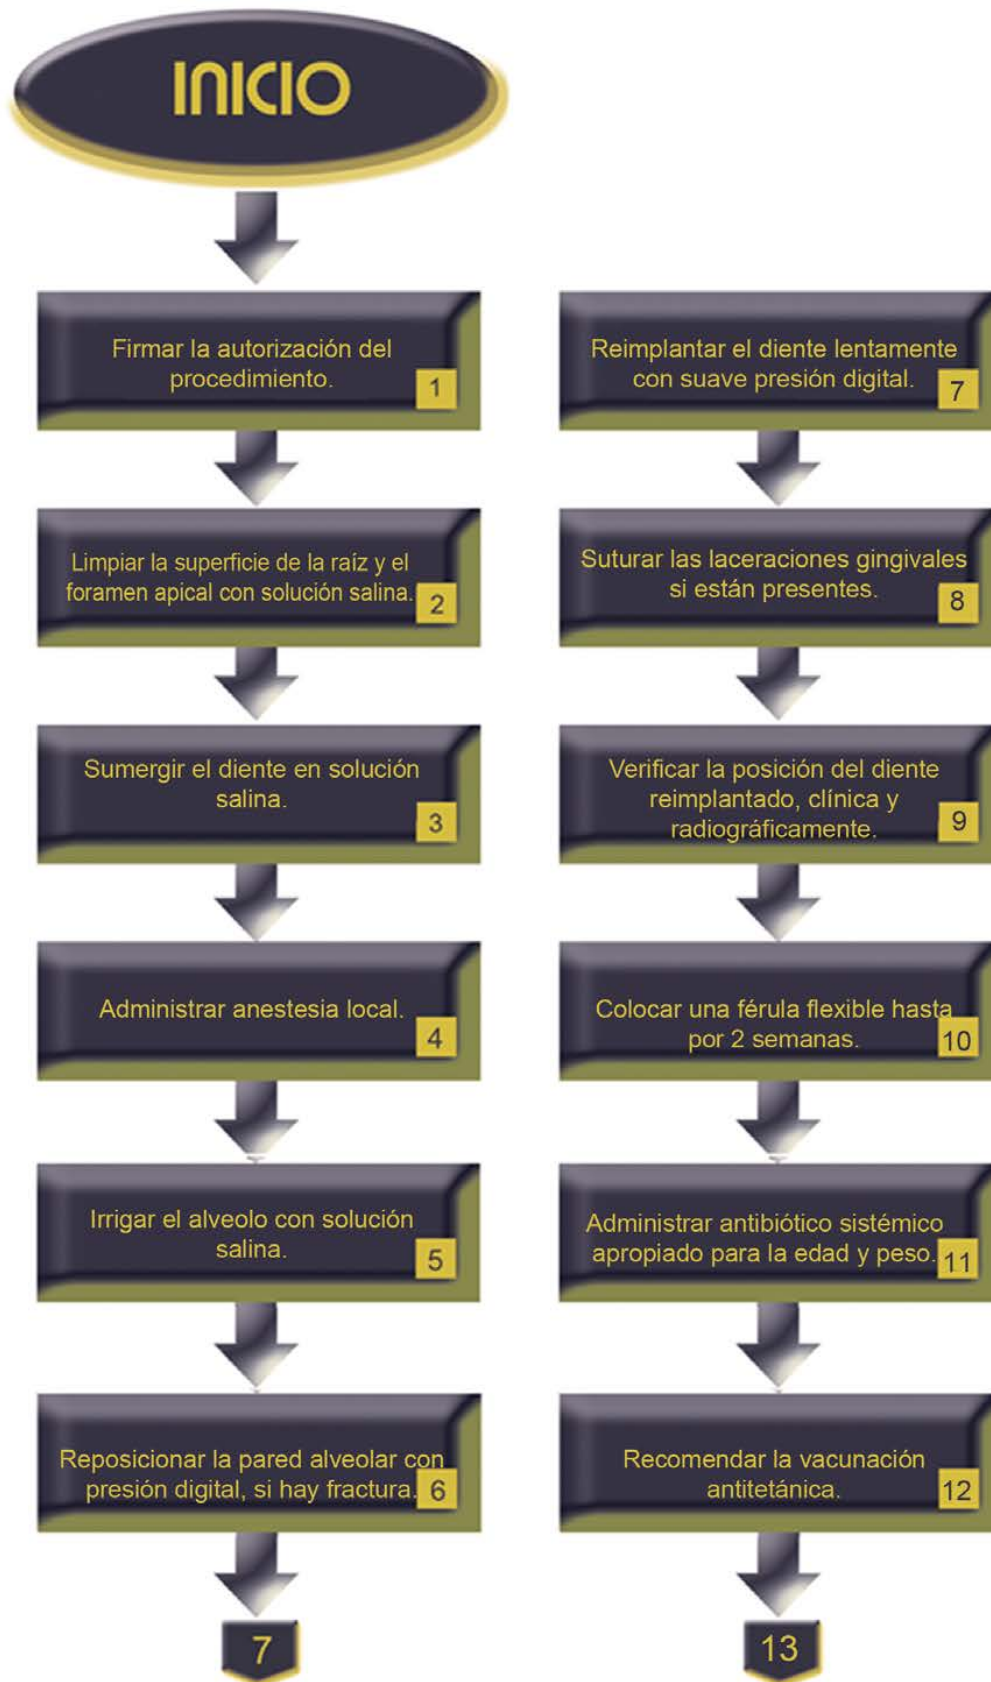 INICIO
Firmar la autorización del
procedimiento.
1
Limpiar la superficie de la raíz y el
foramen apical con solución salina.
2
Sumergir el diente en solución
salina.
3
Administrar anestesia local.
4
Irrigar el alveolo con solución
salina.
5
Reposicionar la pared alveolar con
presión digital, si hay fractura.
6
7
Reimplantar el diente lentamente
con suave presión digital.
7
Suturar las laceraciones gingivales
si están presentes.
8
Verificar la posición del diente
reimplantado, clínica y
radiográficamente.
9
Colocar una férula flexible hasta
por 2 semanas.
10
Administrar antibiótico sistémico
apropiado para la edad y peso.
11
Recomendar la vacunación
antitetánica.
12
13